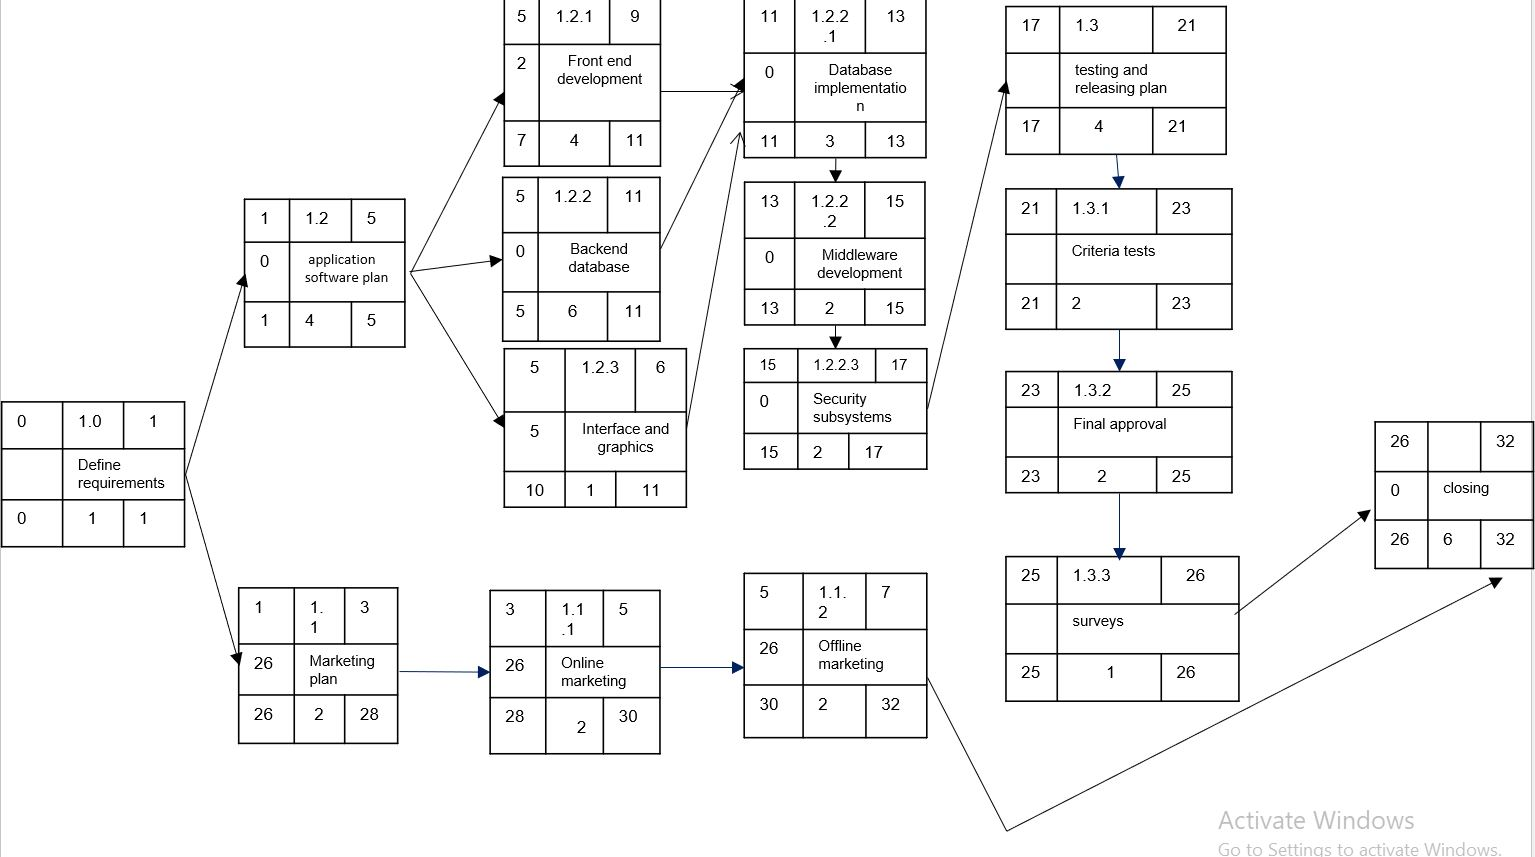 5 1.2.1 9
2 Front end
development
7 4 11
11 1.2.2
.1 13
0 Database
implementatio
n
11 3 13
17 1.3 21
testing and
releasing plan
17 4 21
5 1.2.2 11
0 Backend
database
5 6 11
13 1.2.2
.2 15
0 Middleware
development
13 2 15
21 1.3.1 23
Criteria tests
21 2 23
1 1.2 5
0 application
software plan
1 4 5
5 1.2.3 6
5 Interface and
graphics
10 1 11
15 1.2.2.3 17
0 Security
subsystems
15 2 17
23 1.3.2 25
Final approval
23 2 25
0 1.0 1
Define
requirements
0 1 1
26 32
0 closing
26 6 32
1 1.
1 3
26 Marketing
plan
26 2 28
3 1.1
.1 5
26 Online
marketing
28 2 30
5 1.1.
2 7
26 Offline
marketing
30 2 32
25 1.3.3 26
surveys
25 1 26
Activate Windows
Go to Settings to activate Windows.